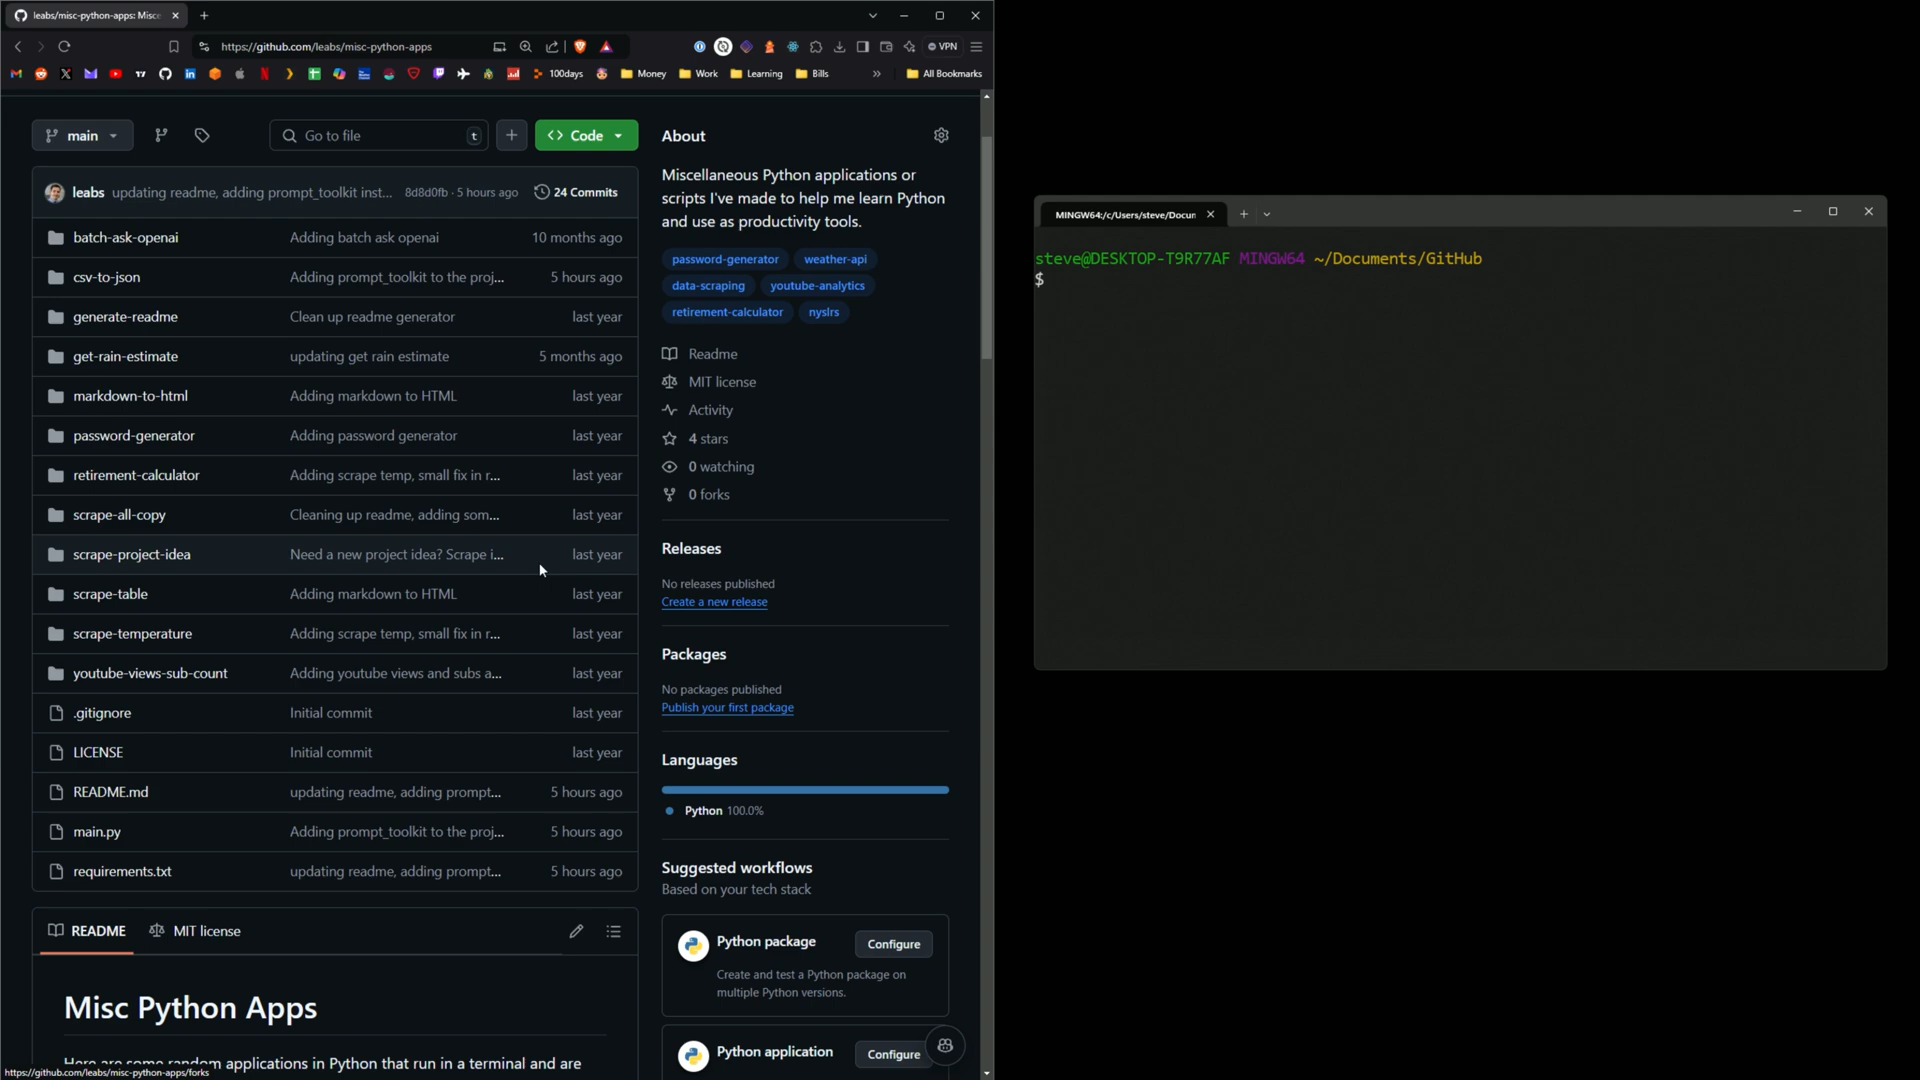 leabs/misc-python-apps: Misce
https://github.com/leabs/misc-python-apps
VPN
100days
Money
Work
Learning
Bills
»
All Bookmarks
main
Go to file
t
Code
leabs updating readme, adding prompt_toolkit inst... 8d8d0fb · 5 hours ago 24 Commits
batch-ask-openai Adding batch ask openai 10 months ago
csv-to-json Adding prompt_toolkit to the proj... 5 hours ago
generate-readme Clean up readme generator last year
get-rain-estimate updating get rain estimate 5 months ago
markdown-to-html Adding markdown to HTML last year
password-generator Adding password generator last year
retirement-calculator Adding scrape temp, small fix in r... last year
scrape-all-copy Cleaning up readme, adding som... last year
scrape-project-idea Need a new project idea? Scrape i... last year
scrape-table Adding markdown to HTML last year
scrape-temperature Adding scrape temp, small fix in r... last year
youtube-views-sub-count Adding youtube views and subs a... last year
.gitignore Initial commit last year
LICENSE Initial commit last year
README.md updating readme, adding prompt... 5 hours ago
main.py Adding prompt_toolkit to the proj... 5 hours ago
requirements.txt updating readme, adding prompt... 5 hours ago
README
MIT license
Misc Python Apps
Here are some random applications in Python that run in a terminal and are
https://github.com/leabs/misc-python-apps/forks
About
Miscellaneous Python applications or
scripts I've made to help me learn Python
and use as productivity tools.
password-generator weather-api
data-scraping youtube-analytics
retirement-calculator nyslrs
Readme
MIT license
Activity
4 stars
0 watching
0 forks
Releases
No releases published
Create a new release
Packages
No packages published
Publish your first package
Languages
Python 100.0%
Suggested workflows
Based on your tech stack
Python package Configure
Create and test a Python package on
multiple Python versions.
Python application Configure
MINGW64:/c/Users/steve/Docun
steve@DESKTOP-T9R77AF MINGW64 ~/Documents/GitHub
$